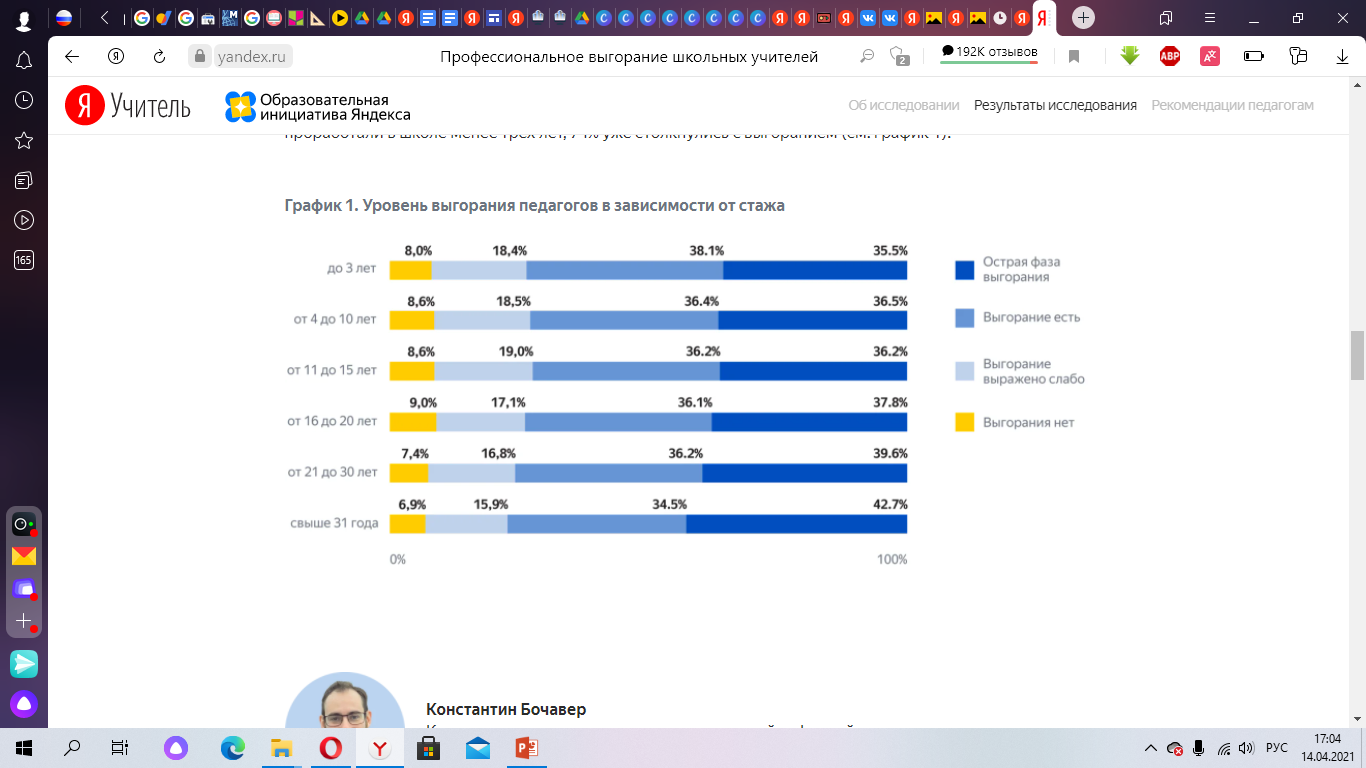 yandex.ru
Профессиональное выгорание школьных учителей
192K отзывов
2
ABP
Я Учитель
Образовательная
инициатива Яндекса
Об исследовании
Результаты исследования
Рекомендации педагогам
График 1. Уровень выгорания педагогов в зависимости от стажа
8,0% 18,4% 38.1% 35.5%
до 3 лет
8,6% 18,5% 36.4% 36.5%
от 4 до 10 лет
8,6% 19,0% 36.2% 36.2%
от 11 до 15 лет
9,0% 17,1% 36.1% 37.8%
от 16 до 20 лет
7,4% 16,8% 36.2% 39.6%
от 21 до 30 лет
6,9% 15,9% 34.5% 42.7%
свыше 31 года
0% 100%
Острая фаза
выгорания
Выгорание есть
Выгорание
выражено слабо
Выгорания нет
165
Константин Бочавер
РУС
17:04
14.04.2021